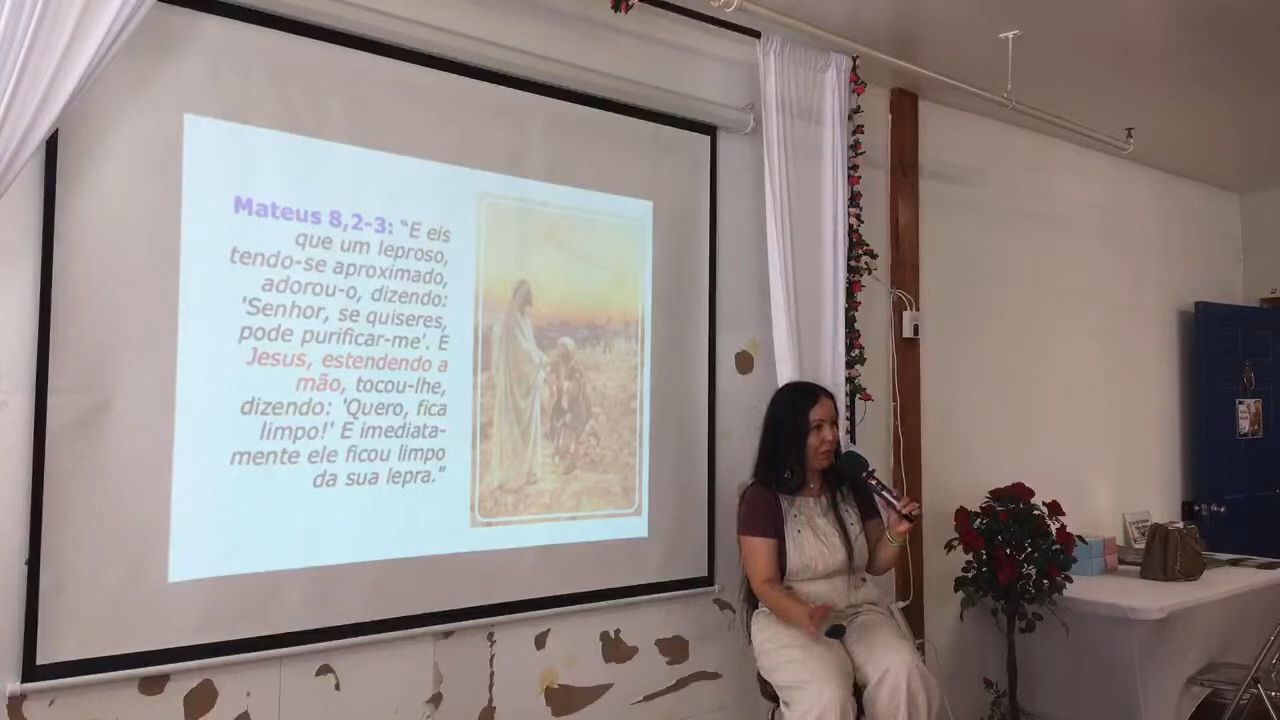 Mateus 8,2-3: “E eis
que um leproso,
tendo-se aproximado,
adorou-o, dizendo:
'Senhor, se quiseres,
pode purificar-me'. E
Jesus, estendendo a
mão, tocou-lhe,
dizendo: 'Quero, fica
limpo!' E imediata-
mente ele ficou limpo
da sua lepra.”